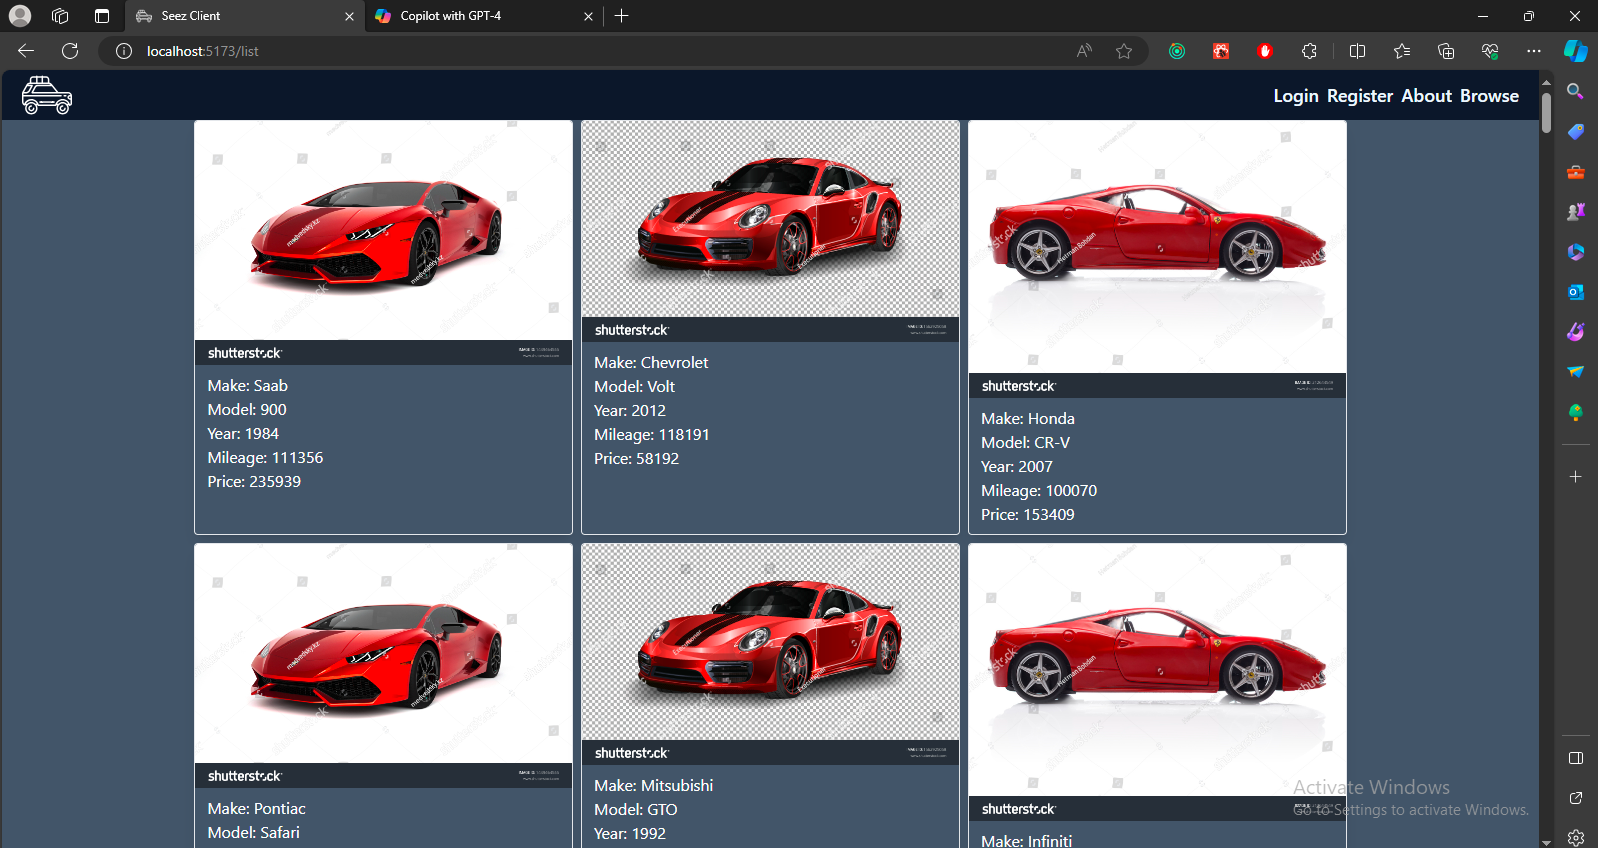 Seez Client
Copilot with GPT-4
localhost:5173/list
Login Register About Browse
shutterstock
Make: Saab
Model: 900
Year: 1984
Mileage: 111356
Price: 235939
shutterstock
Make: Chevrolet
Model: Volt
Year: 2012
Mileage: 118191
Price: 58192
shutterstock
Make: Honda
Model: CR-V
Year: 2007
Mileage: 100070
Price: 153409
shutterstock
Make: Pontiac
Model: Safari
shutterstock
Make: Mitsubishi
Model: GTO
Year: 1992
shutterstock
Make: Infiniti
Activate Windows
Go to Settings to activate Windows.